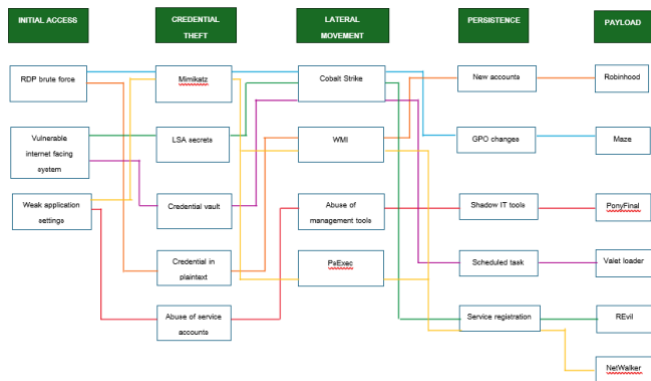 INITIAL ACCESS
CREDENTIAL
THEFT
LATERAL
MOVEMENT
PERSISTENCE
PAYLOAD
RDP brute force
Mimikatz
Cobalt Strike
New accounts
Robinhood
Vulnerable
internet facing
system
LSA secrets
WMI
GPO changes
Maze
Weak application
settings
Credential vault
Abuse of
management tools
Shadow IT tools
PonyFinal
Credential in
plaintext
PsExec
Scheduled task
Valet loader
Abuse of service
accounts
Service registration
REvil
NetWalker